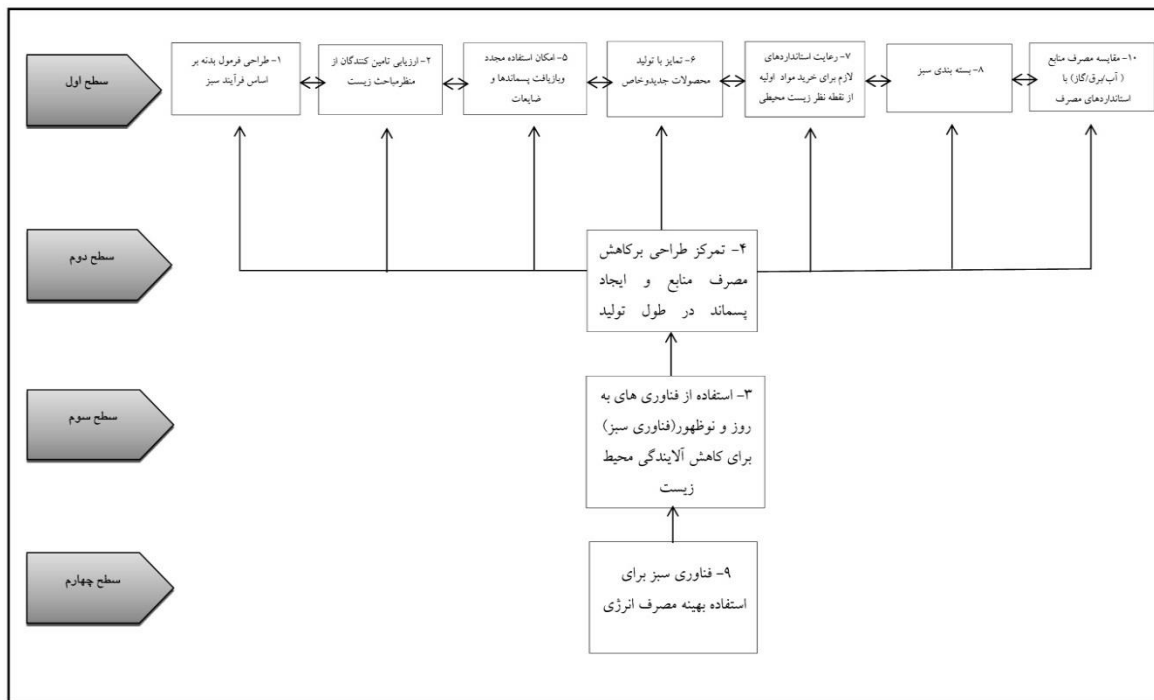 سطح اول
۱- طراحی فرمول بدنه بر
اساس فرآیند سبز
۲- ارزیابی تامین کنندگان از
منظرمباحث زیست
۵- امکان استفاده مجدد
وبازیافت پسماندها و
ضایعات
۶- تمایز با تولید
محصولات جدیدوخاص
۷- رعایت استانداردهای
لازم برای خرید مواد اولیه
از نقطه نظر زیست محیطی
۸- بسته بندی سبز
۱۰- مقایسه مصرف منابع
( آب/برق/گاز) با
استانداردهای مصرف
سطح دوم
۴- تمرکز طراحی برکاهش
مصرف منابع و ایجاد
پسماند در طول تولید
سطح سوم
۳- استفاده از فناوری های به
روز و نوظهور(فناوری سبز)
برای کاهش آلایندگی محیط
زیست
سطح چهارم
۹- فناوری سبز برای
استفاده بهینه مصرف انرژی